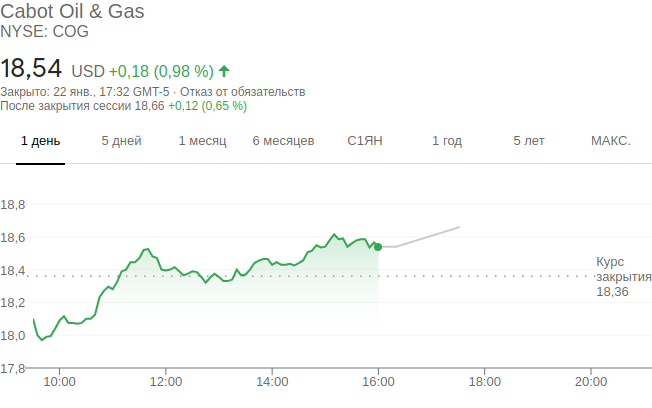 Cabot Oil & Gas
NYSE: COG
18,54 USD +0,18 (0,98 %)
Закрыто: 22 янв., 17:32 GMT-5 · Отказ от обязательств
После закрытия сессии 18,66 +0,12 (0,65 %)
1 день 5 дней 1 месяц 6 месяцев С1ЯН 1 год 5 лет МАКС.
18,8
18,6
18,4
18,2
18,0
17,8
Курс
закрытия
18,36
10:00 12:00 14:00 16:00 18:00 20:00